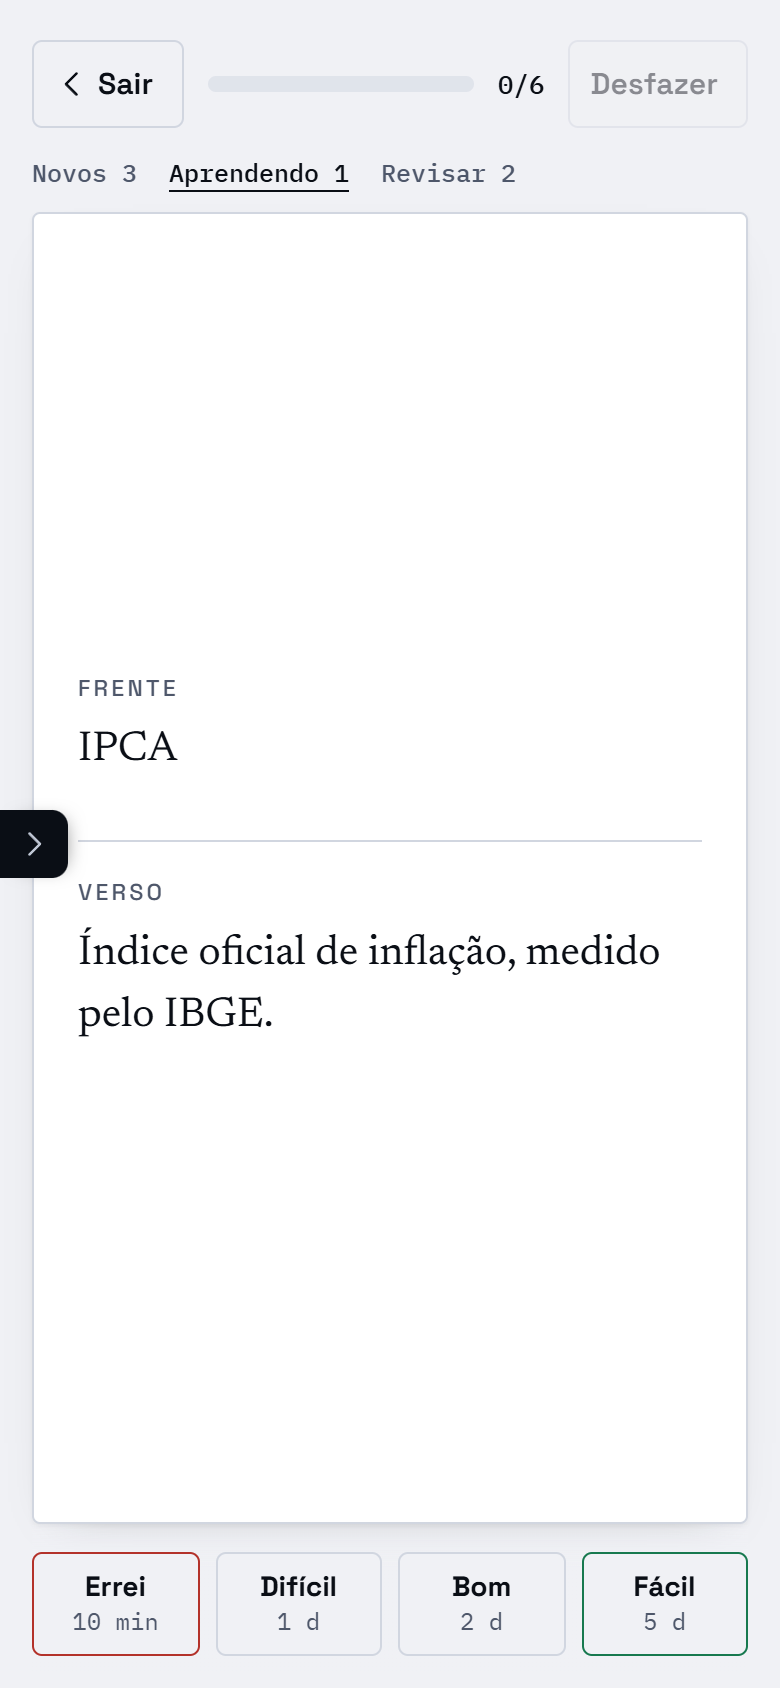 Sair
0/6
Desfazer
Novos 3 Aprendendo 1 Revisar 2
FRENTE
IPCA
VERSO
Índice oficial de inflação, medido
pelo IBGE.
Errei
10 min
Difícil
1 d
Bom
2 d
Fácil
5 d